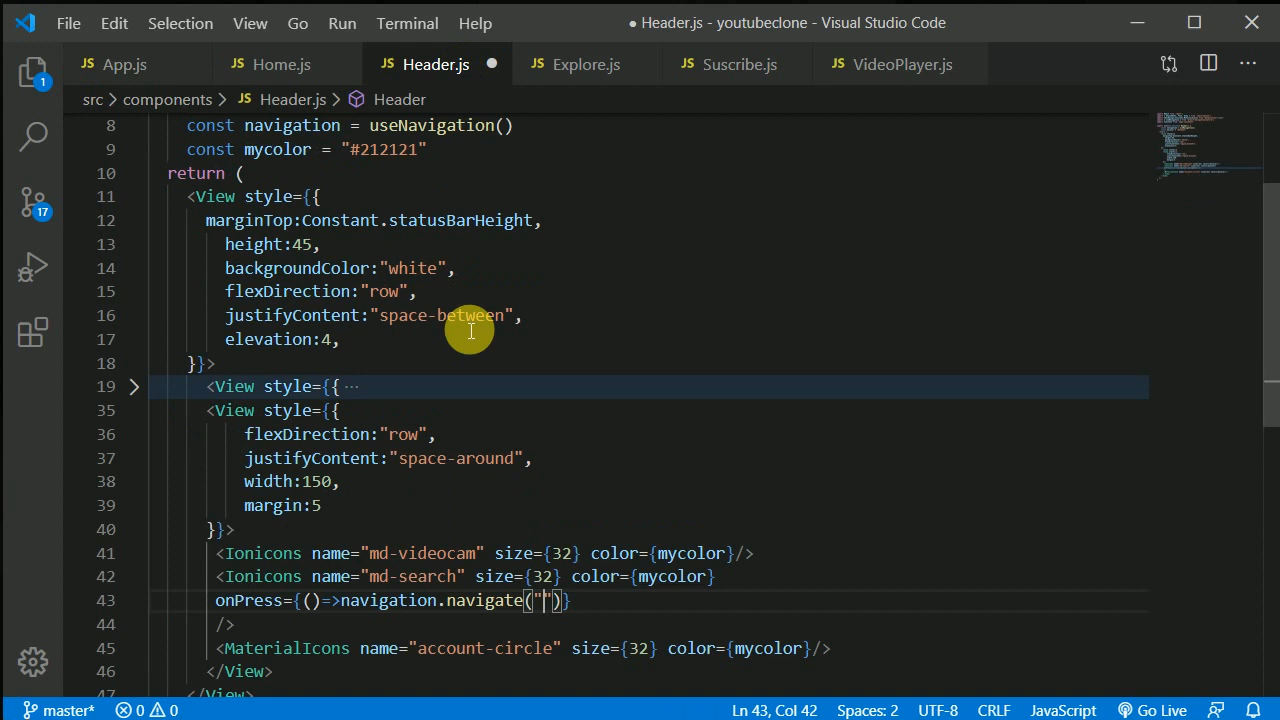 File Edit Selection View Go Run Terminal Help ● Header.js - youtubeclone - Visual Studio Code
JS App.js JS Home.js JS Header.js ● JS Explore.js JS Suscribe.js JS VideoPlayer.js ···
src > components > JS Header.js > Header
1
17
8 const navigation = useNavigation()
9 const mycolor = "#212121"
10 return (
11 <View style={{
12 marginTop:Constant.statusBarHeight,
13 height:45,
14 backgroundColor:"white",
15 flexDirection:"row",
16 justifyContent:"space-between",
17 elevation:4,
18 }}>
19 <View style={{ ···
35 <View style={{
36 flexDirection:"row",
37 justifyContent:"space-around",
38 width:150,
39 margin:5
40 }}>
41 <Ionicons name="md-videocam" size={32} color={mycolor}/>
42 <Ionicons name="md-search" size={32} color={mycolor}
43 onPress={()=>navigation.navigate("")}
44 />
45 <MaterialIcons name="account-circle" size={32} color={mycolor}/>
46 </View>
47 </View>
master* 0 0 Ln 43, Col 42 Spaces: 2 UTF-8 CRLF JavaScript Go Live